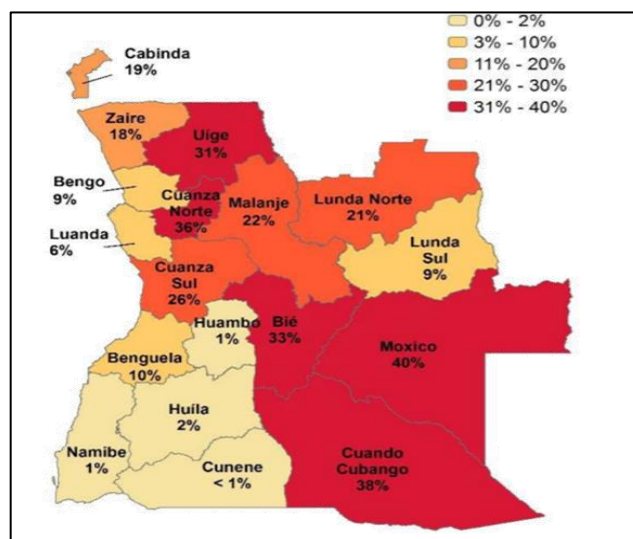 0% - 2%
3% - 10%
11% - 20%
21% - 30%
31% - 40%
Cabinda
19%
Zaire
18%
Uíge
31%
Bengo
9%
Cuanza
Norte
36%
Malanje
22%
Lunda Norte
21%
Luanda
6%
Lunda
Sul
9%
Cuanza
Sul
26%
Huambo
1%
Bié
33%
Moxico
40%
Benguela
10%
Huíla
2%
Namibe
1%
Cunene
< 1%
Cuando
Cubango
38%